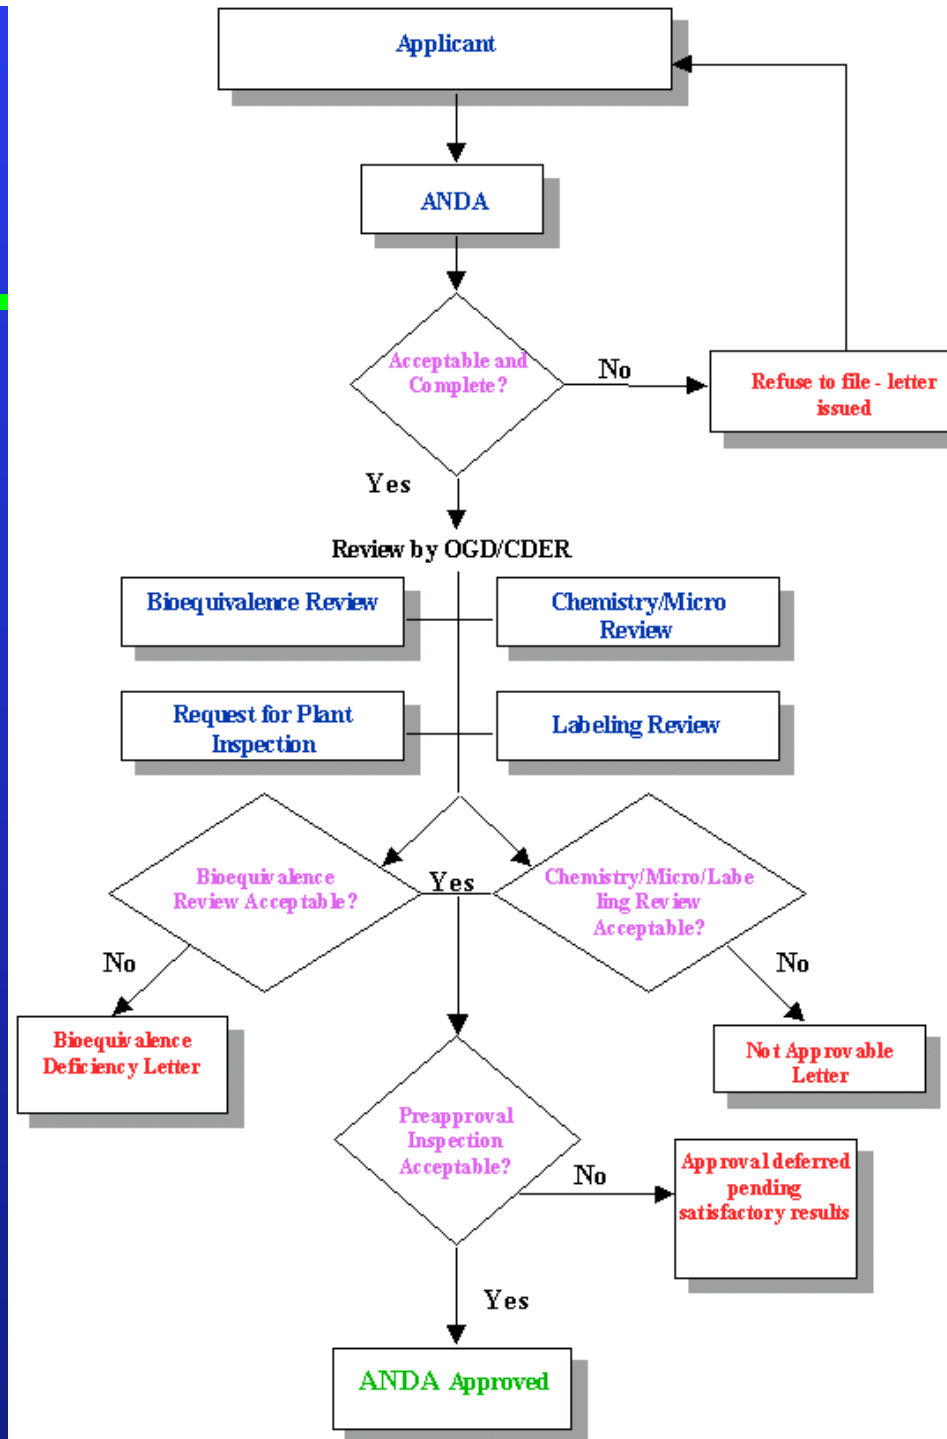 Applicant
ANDA
Acceptable and
Complete?
No
Refuse to file - letter
issued
Yes
Review by OGD/CDER
Bioequivalence Review
Chemistry/Micro
Review
Request for Plant
Inspection
Labeling Review
Bioequivalence
Review Acceptable?
Yes
Chemistry/Micro/Labe
ling Review
Acceptable?
No
No
Bioequivalence
Deficiency Letter
Not Approvable
Letter
Preapproval
Inspection
Acceptable?
No
Approval deferred
pending
satisfactory results
Yes
ANDA Approved